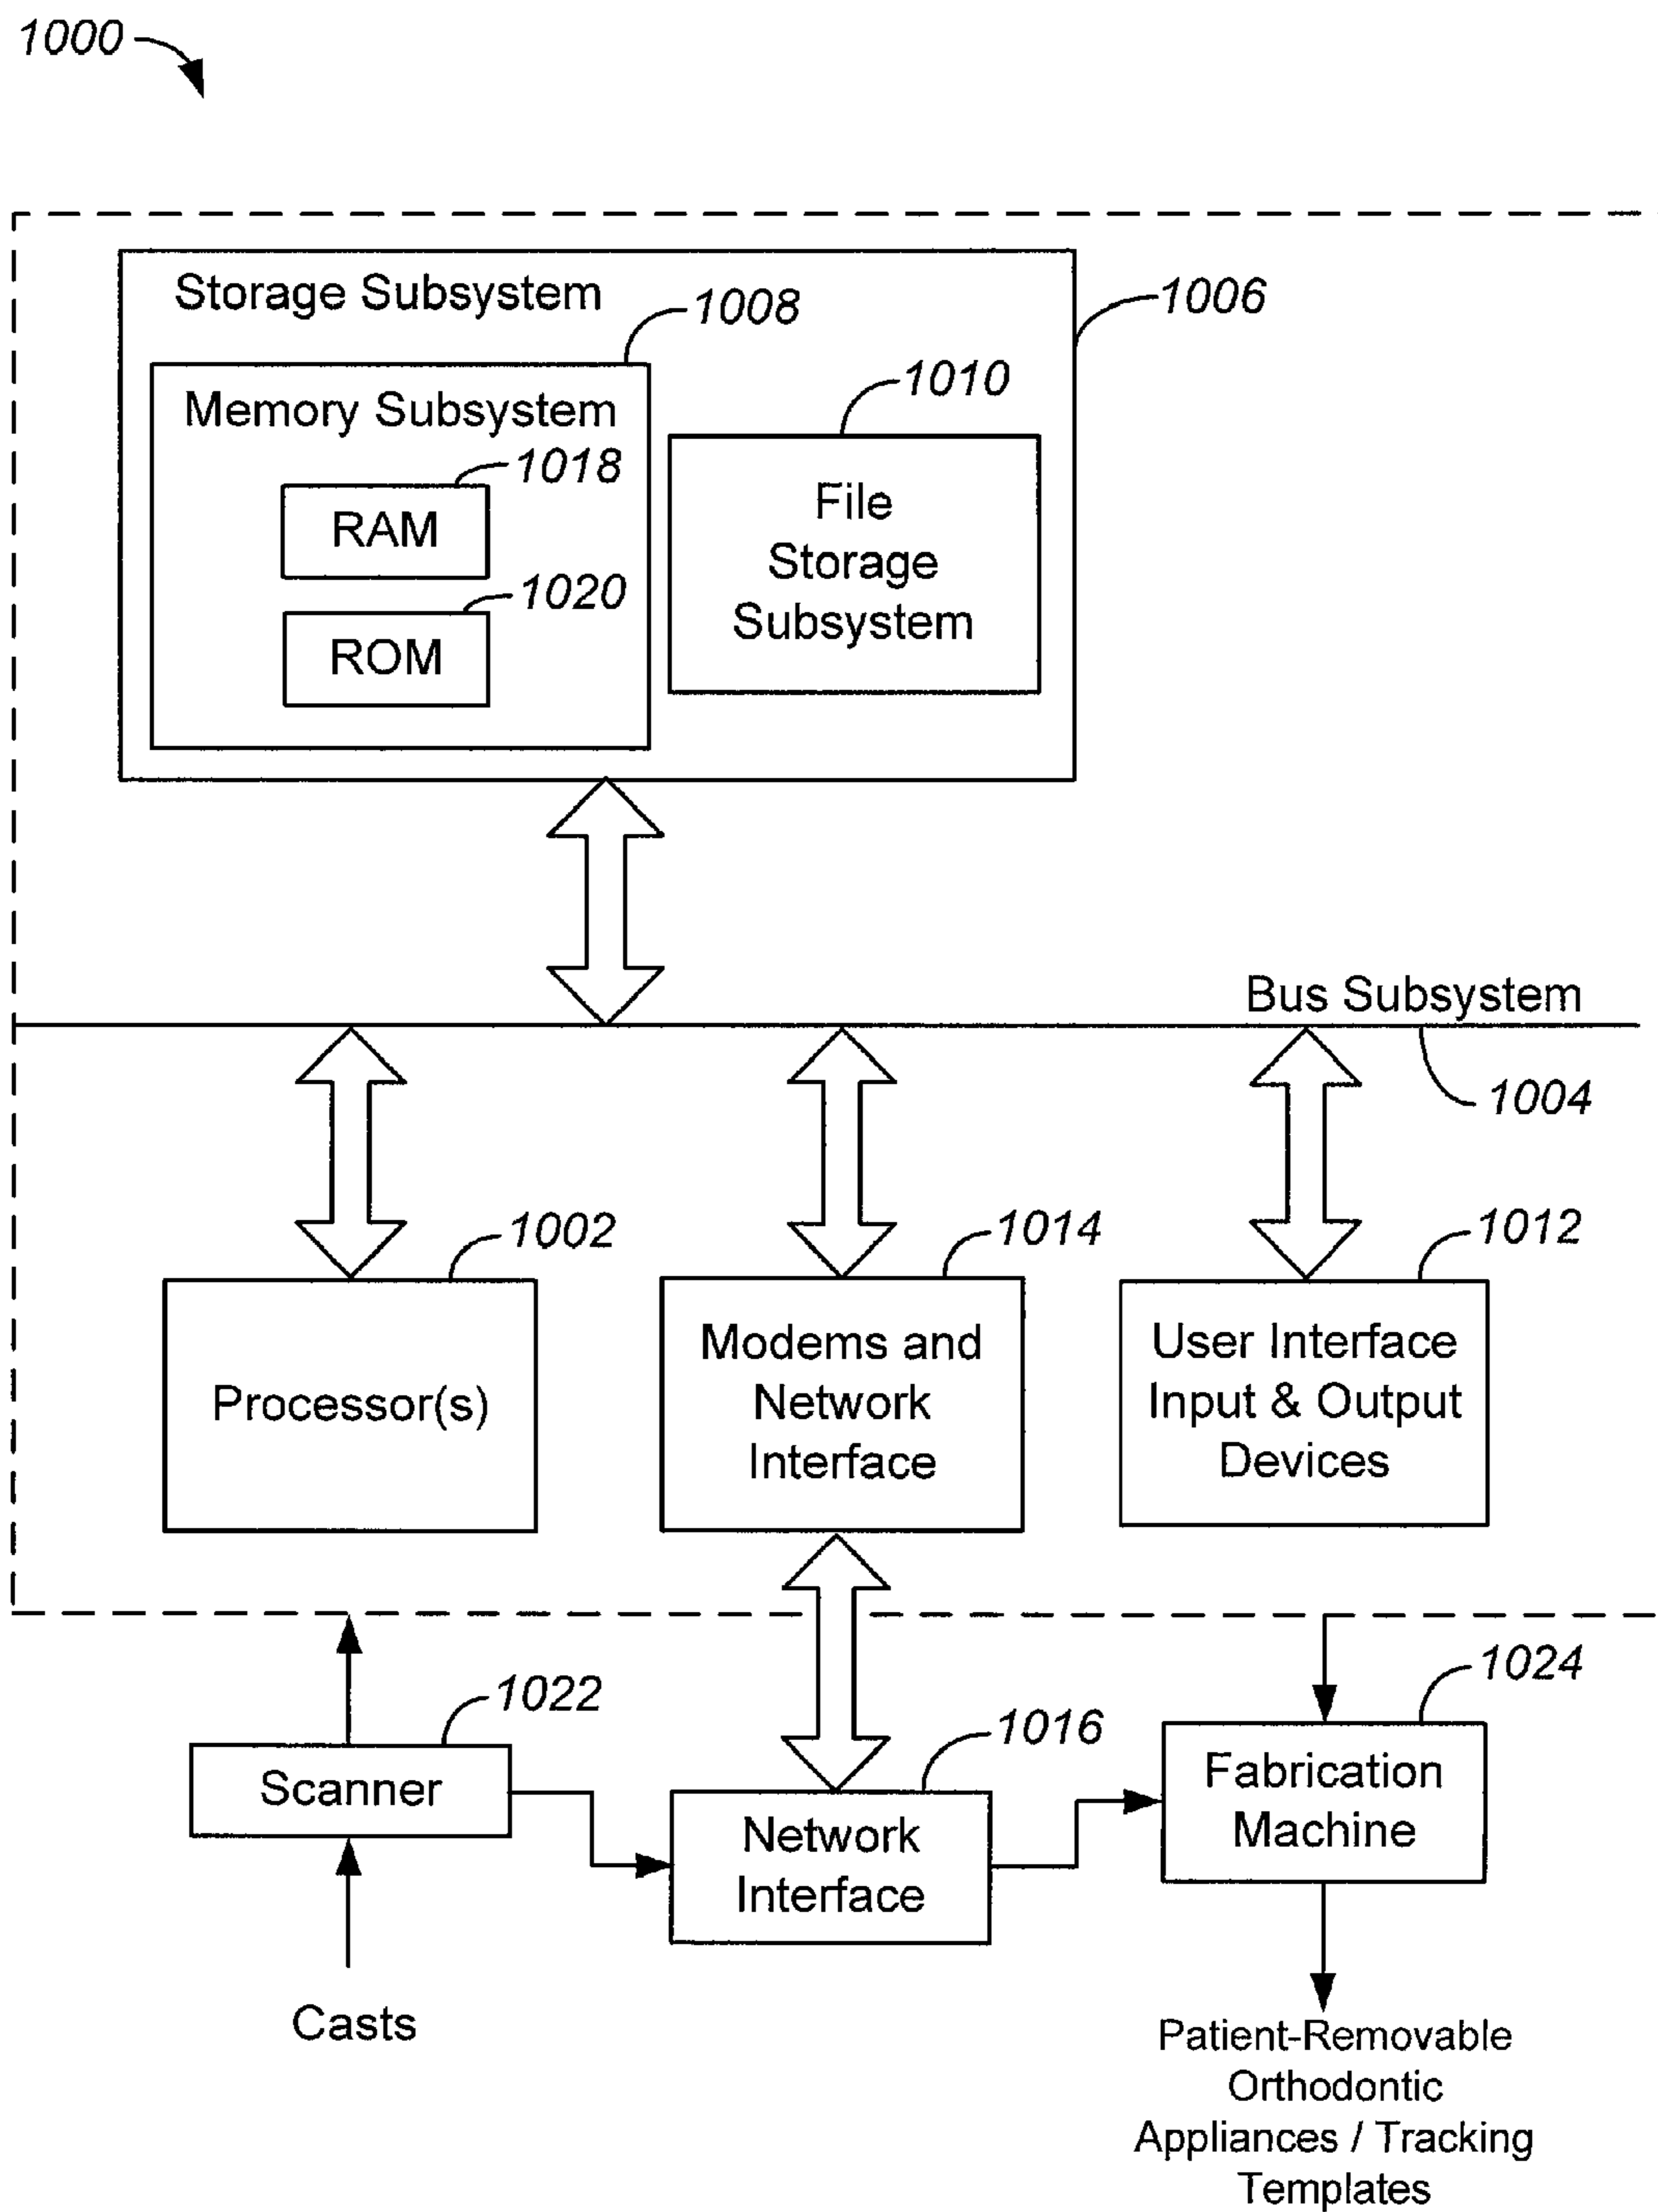 1000
Storage Subsystem
1006
1008
Memory Subsystem
1010
1018
RAM
File
Storage
Subsystem
1020
ROM
Bus Subsystem
1004
1002
1014
1012
Processor(s)
Modems and
Network
Interface
User Interface
Input & Output
Devices
1022
1016
1024
Scanner
Network
Interface
Fabrication
Machine
Casts
Patient-Removable
Orthodontic
Appliances / Tracking
Templates